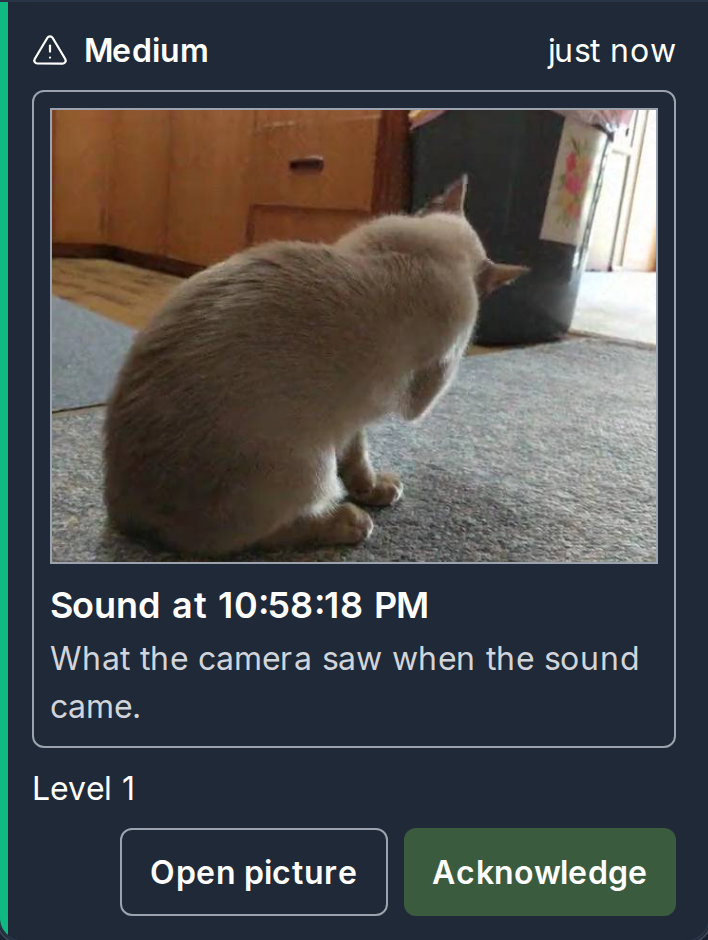 Medium
just now
Sound at 10:58:18 PM
What the camera saw when the sound
came.
Level 1
Open picture
Acknowledge